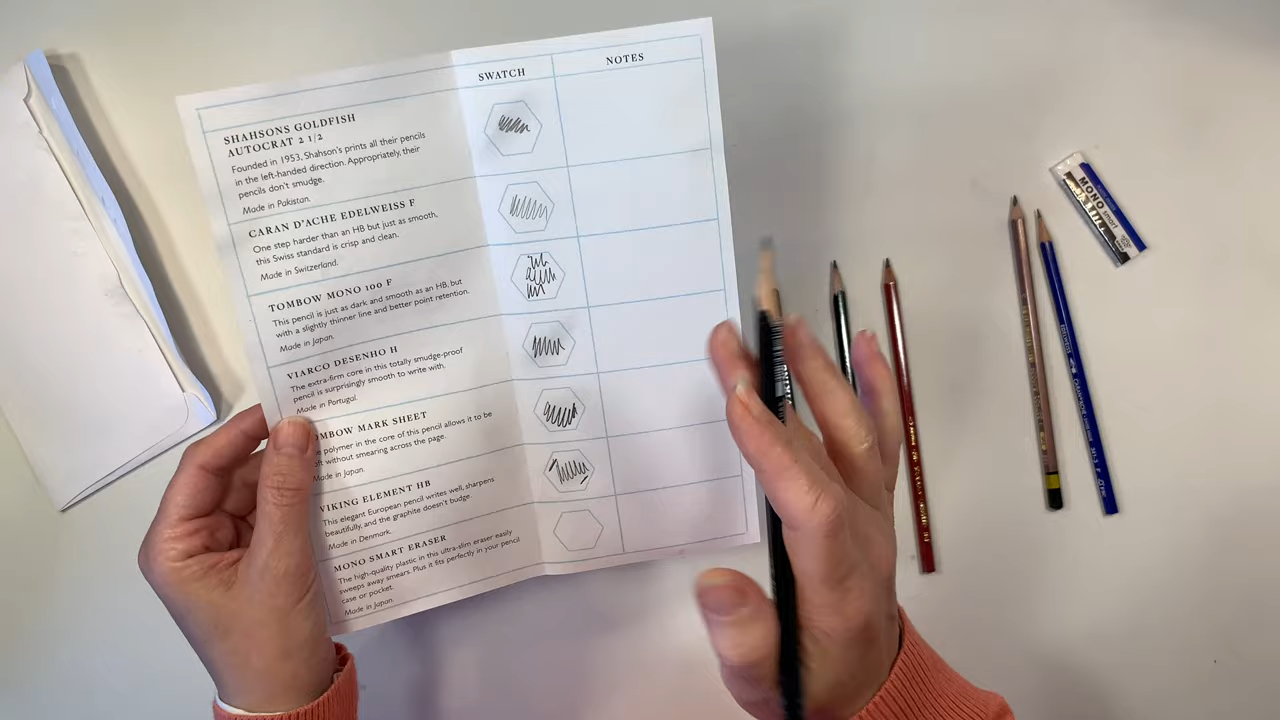 SWATCH
NOTES
SHAHSONS GOLDFISH
AUTOCRAT 2 1/2
Founded in 1953, Shahson's prints all their pencils
in the left-handed direction. Appropriately, their
pencils don't smudge.
Made in Pakistan.
CARAN D'ACHE EDELWEISS F
One step harder than an HB but just as smooth,
this Swiss standard is crisp and clean.
Made in Switzerland.
TOMBOW MONO 100 F
This pencil is just as dark and smooth as an HB, but
with a slightly thinner line and better point retention.
Made in Japan.
VIARCO DESENHO H
The extra-firm core in this totally smudge-proof
pencil is surprisingly smooth to write with.
Made in Portugal.
OMBOW MARK SHEET
polymer in the core of this pencil allows it to be
without smearing across the page.
Made in Japan.
VIKING ELEMENT HB
This elegant European pencil writes well, sharpens
beautifully, and the graphite doesn't budge.
Made in Denmark.
MONO SMART ERASER
The high-quality plastic in this ultra-slim eraser easily
sweeps away smears. Plus it fits perfectly in your pencil
case or pocket.
Made in Japan.
MONO smart